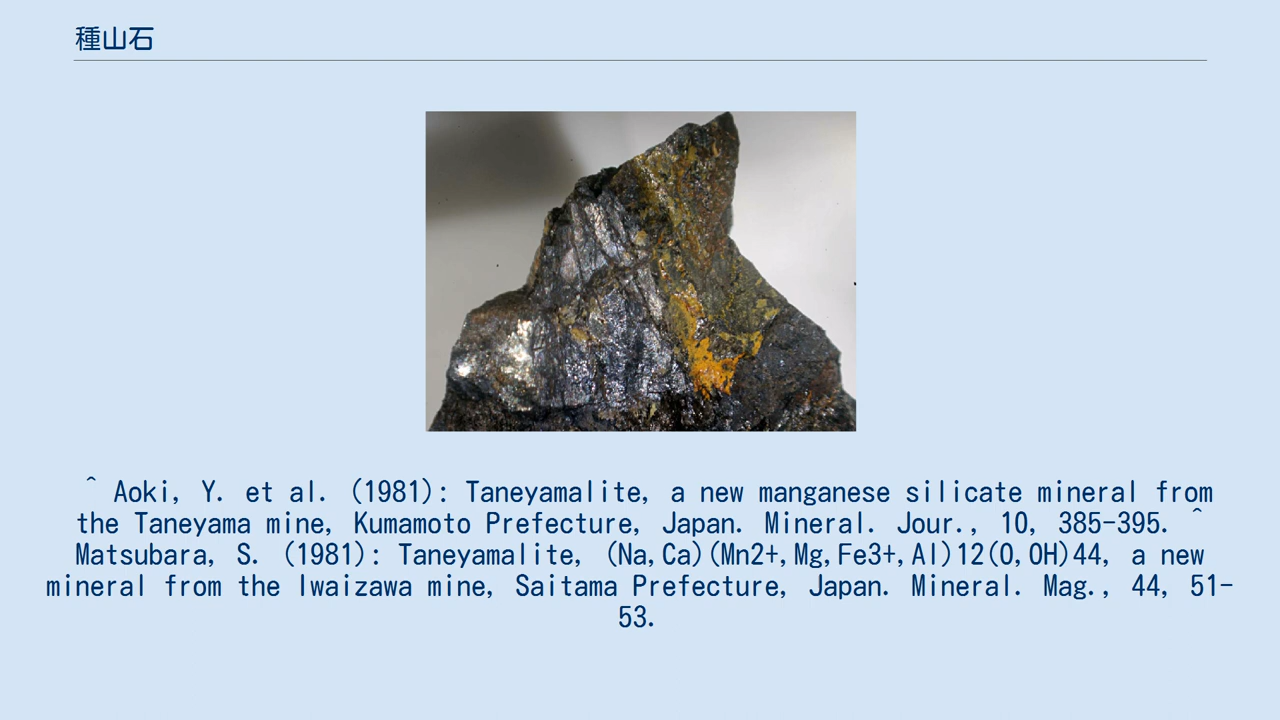 種山石
^ Aoki, Y. et al. (1981): Taneyamalite, a new manganese silicate mineral from
the Taneyama mine, Kumamoto Prefecture, Japan. Mineral. Jour., 10, 385-395. ^
Matsubara, S. (1981): Taneyamalite, (Na,Ca)(Mn2+,Mg,Fe3+,Al)12(O,OH)44, a new
mineral from the Iwaizawa mine, Saitama Prefecture, Japan. Mineral. Mag., 44, 51-
53.